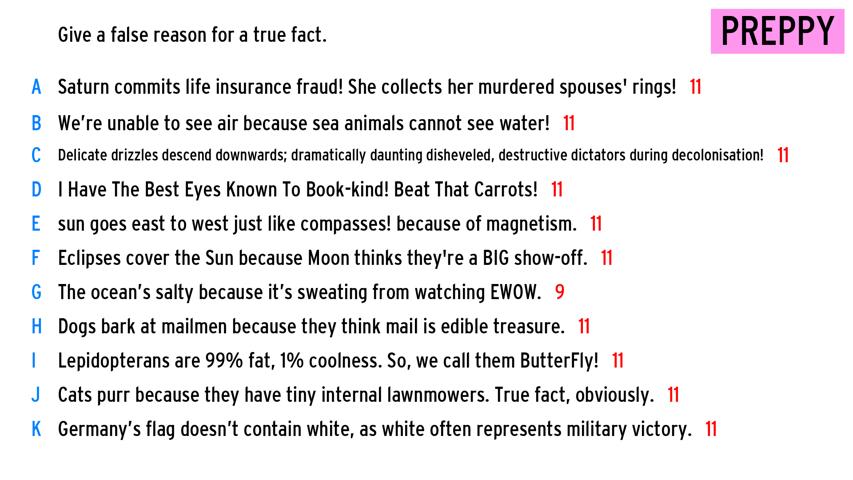 Give a false reason for a true fact.
PREPPY
A Saturn commits life insurance fraud! She collects her murdered spouses' rings! 11
B We're unable to see air because sea animals cannot see water! 11
C Delicate drizzles descend downwards; dramatically daunting disheveled, destructive dictators during decolonisation! 11
D I Have The Best Eyes Known To Book-kind! Beat That Carrots! 11
E sun goes east to west just like compasses! because of magnetism. 11
F Eclipses cover the Sun because Moon thinks they're a BIG show-off. 11
G The ocean's salty because it's sweating from watching EWOW. 9
H Dogs bark at mailmen because they think mail is edible treasure. 11
I Lepidopterans are 99% fat, 1% coolness. So, we call them ButterFly! 11
J Cats purr because they have tiny internal lawnmowers. True fact, obviously. 11
K Germany's flag doesn't contain white, as white often represents military victory. 11